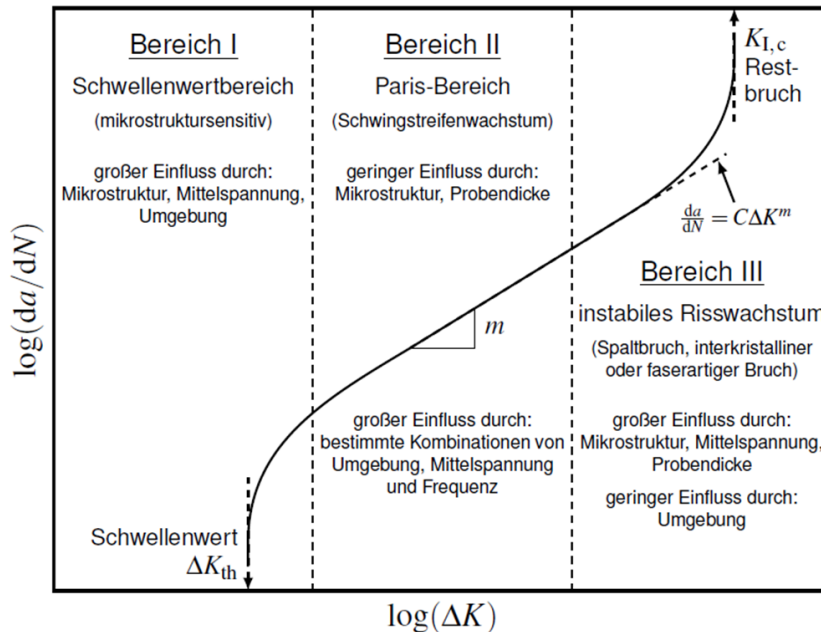 Bereich I
Schwellenwertbereich
(mikrostruktursensitiv)
großer Einfluss durch:
Mikrostruktur, Mittelspannung,
Umgebung
Schwellenwert
ΔK_th
Bereich II
Paris-Bereich
(Schwingstreifenwachstum)
geringer Einfluss durch:
Mikrostruktur, Probendicke
m
großer Einfluss durch:
bestimmte Kombinationen von
Umgebung, Mittelspannung
und Frequenz
K_I,c
Rest-
bruch
da/dN = CΔK^m
Bereich III
instabiles Risswachstum
(Spaltbruch, interkristalliner
oder faserartiger Bruch)
großer Einfluss durch:
Mikrostruktur, Mittelspannung,
Probendicke
geringer Einfluss durch:
Umgebung
log(da/dN)
log(ΔK)